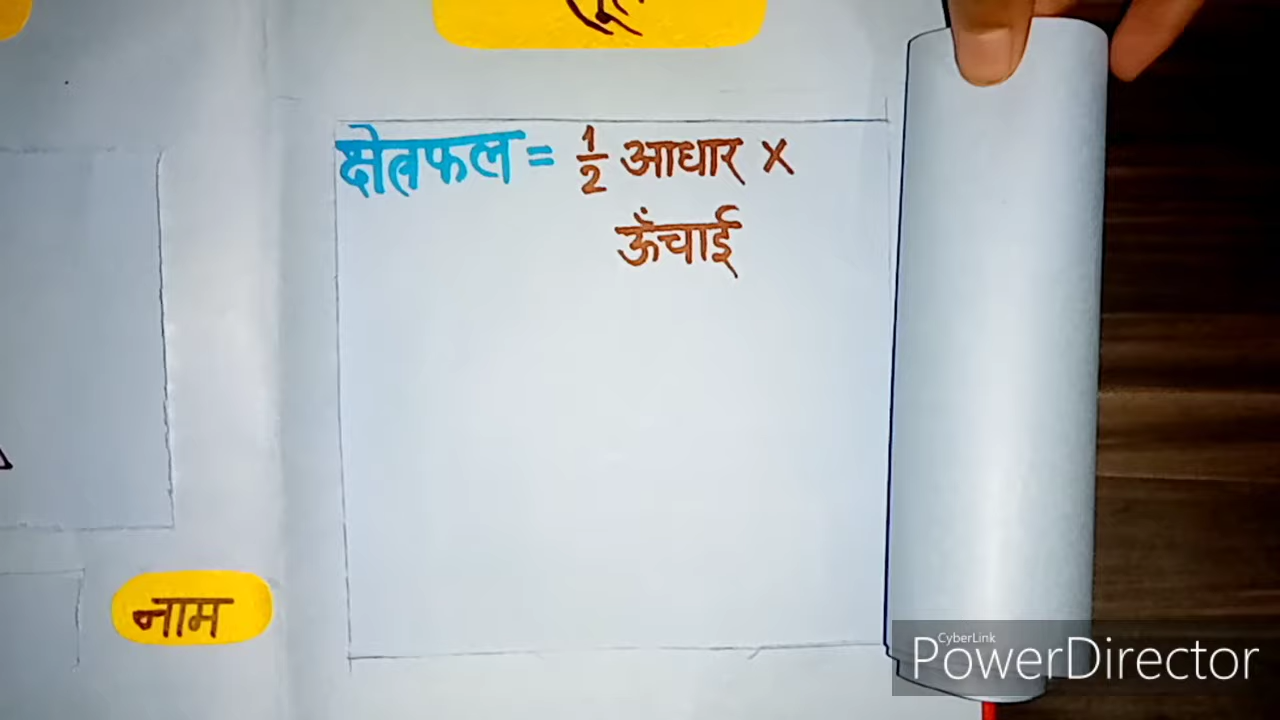 क्षेत्रफल = 1/2 आधार ×
ऊँचाई
नाम
CyberLink
PowerDirector